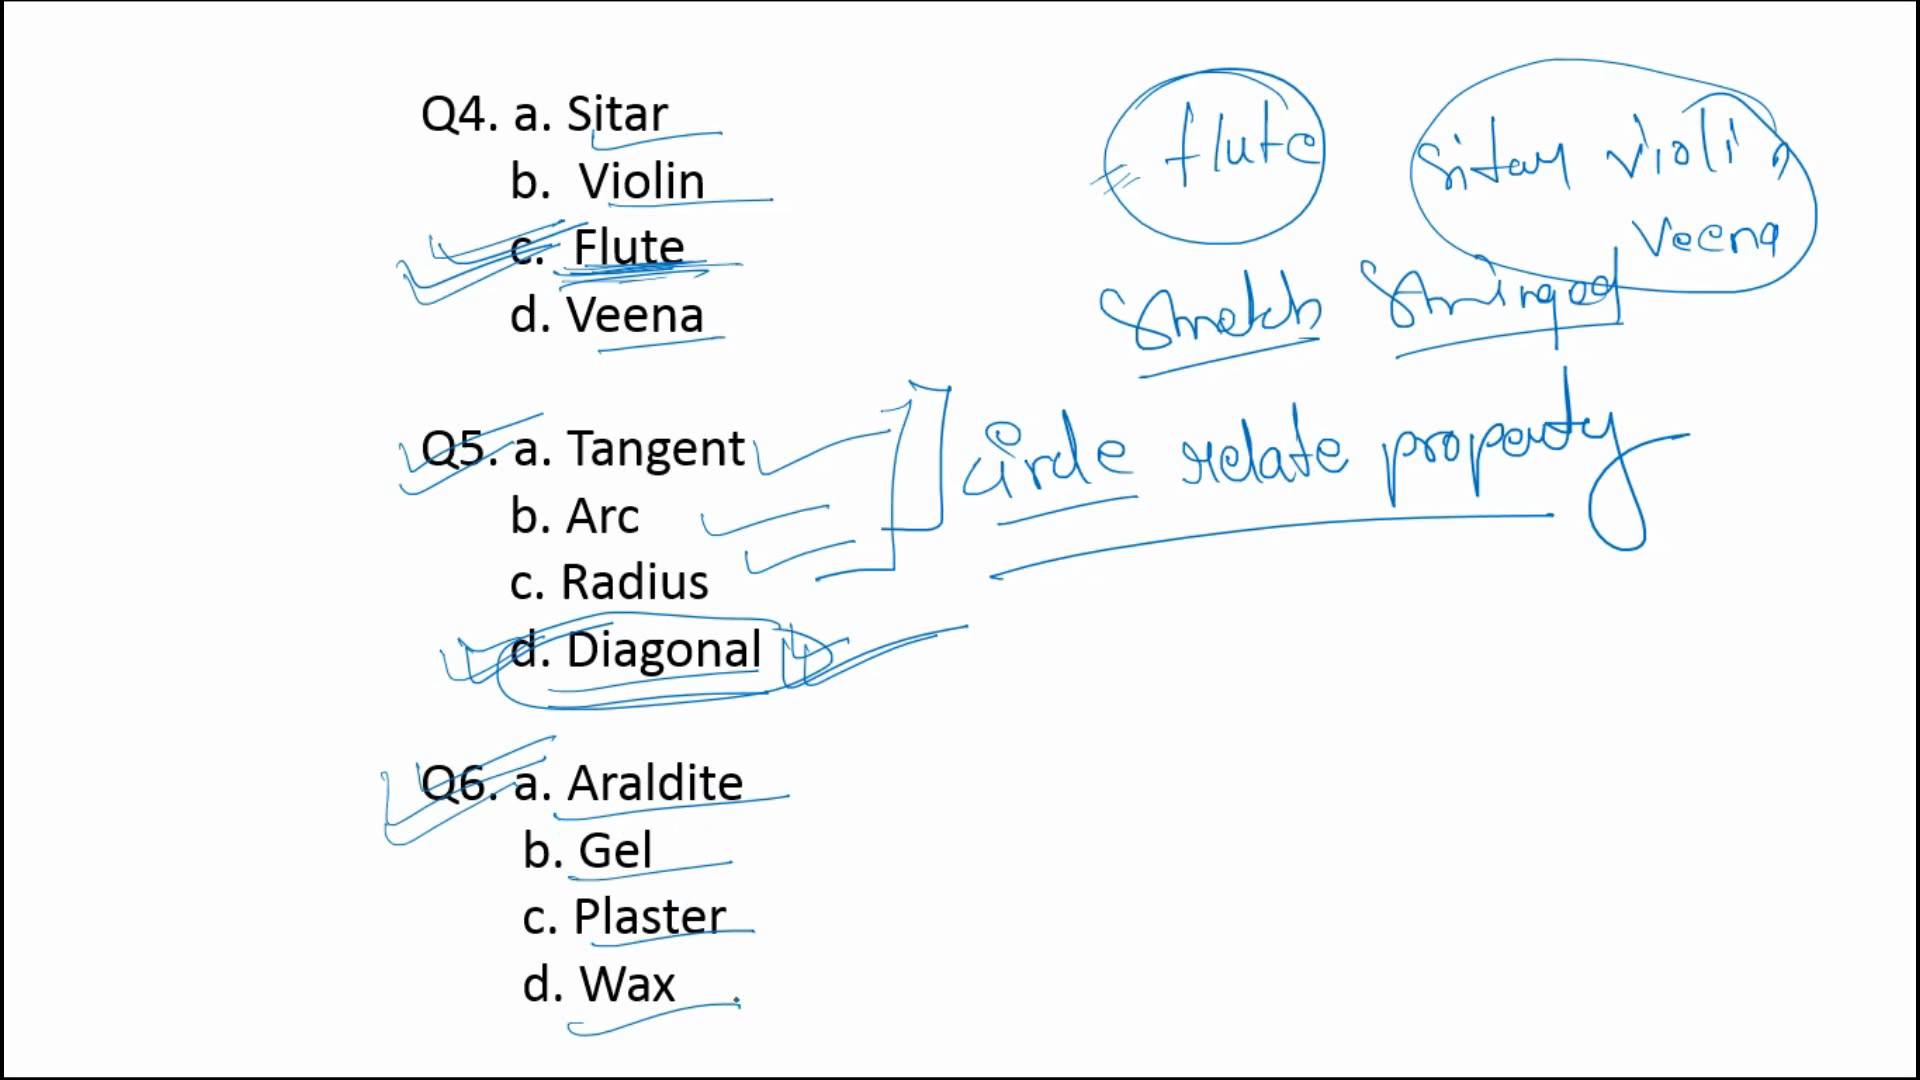 Q4. a. Sitar
b. Violin
c. Flute
d. Veena
flute
sitar violi,
veena
Stretch Stringed
Q5. a. Tangent
b. Arc
c. Radius
d. Diagonal
circle relate property
Q6. a. Araldite
b. Gel
c. Plaster
d. Wax